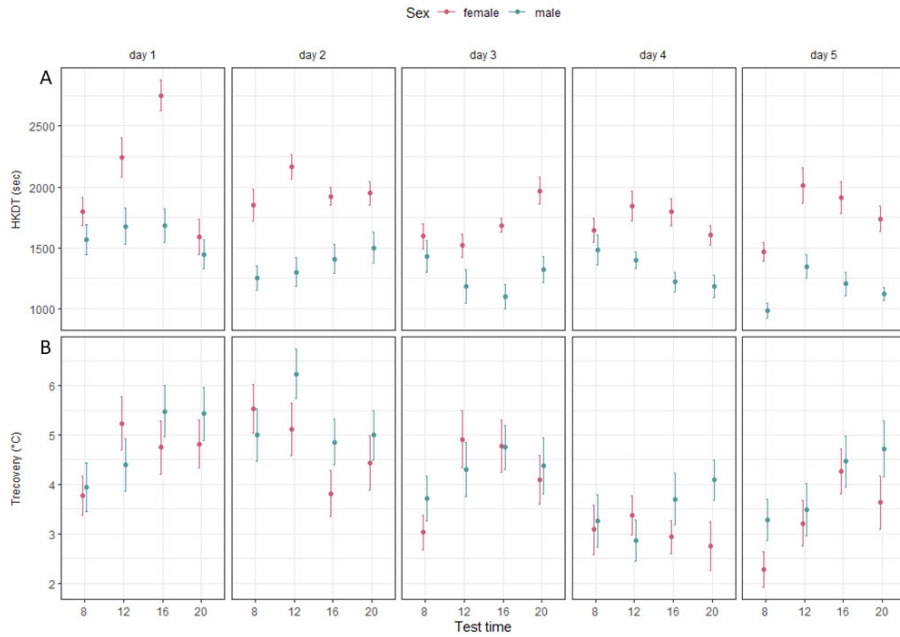 Sex female male
day 1 day 2 day 3 day 4 day 5
A
HKDT (sec)
2500
2000
1500
1000
B
Trecovery (°C)
6
5
4
3
2
8 12 16 20 8 12 16 20 8 12 16 20 8 12 16 20 8 12 16 20
Test time